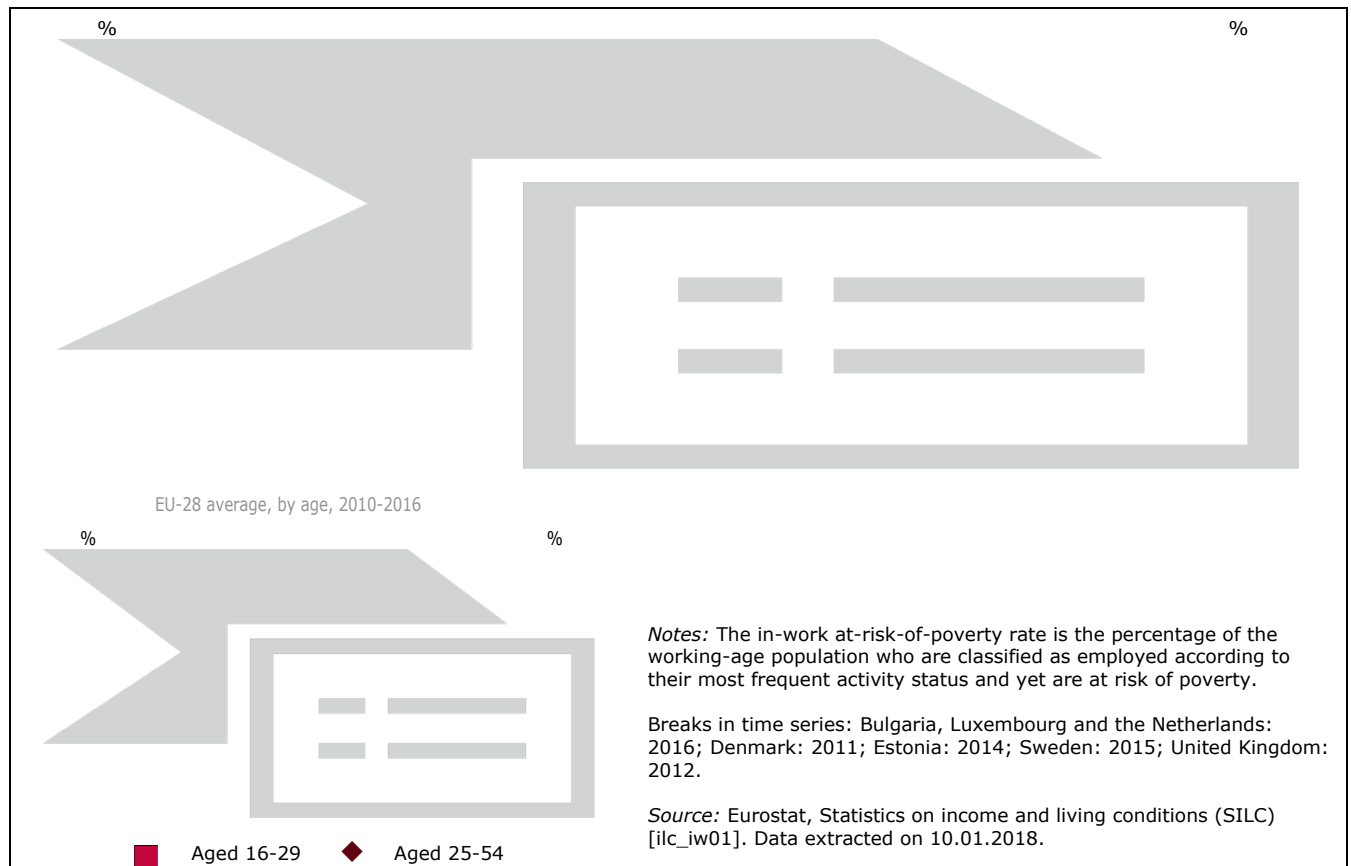 % %
EU-28 average, by age, 2010-2016
% %
Notes: The in-work at-risk-of-poverty rate is the percentage of the
working-age population who are classified as employed according to
their most frequent activity status and yet are at risk of poverty.
Breaks in time series: Bulgaria, Luxembourg and the Netherlands:
2016; Denmark: 2011; Estonia: 2014; Sweden: 2015; United Kingdom:
2012.
Source: Eurostat, Statistics on income and living conditions (SILC)
[ilc_iw01]. Data extracted on 10.01.2018.
Aged 16-29 Aged 25-54